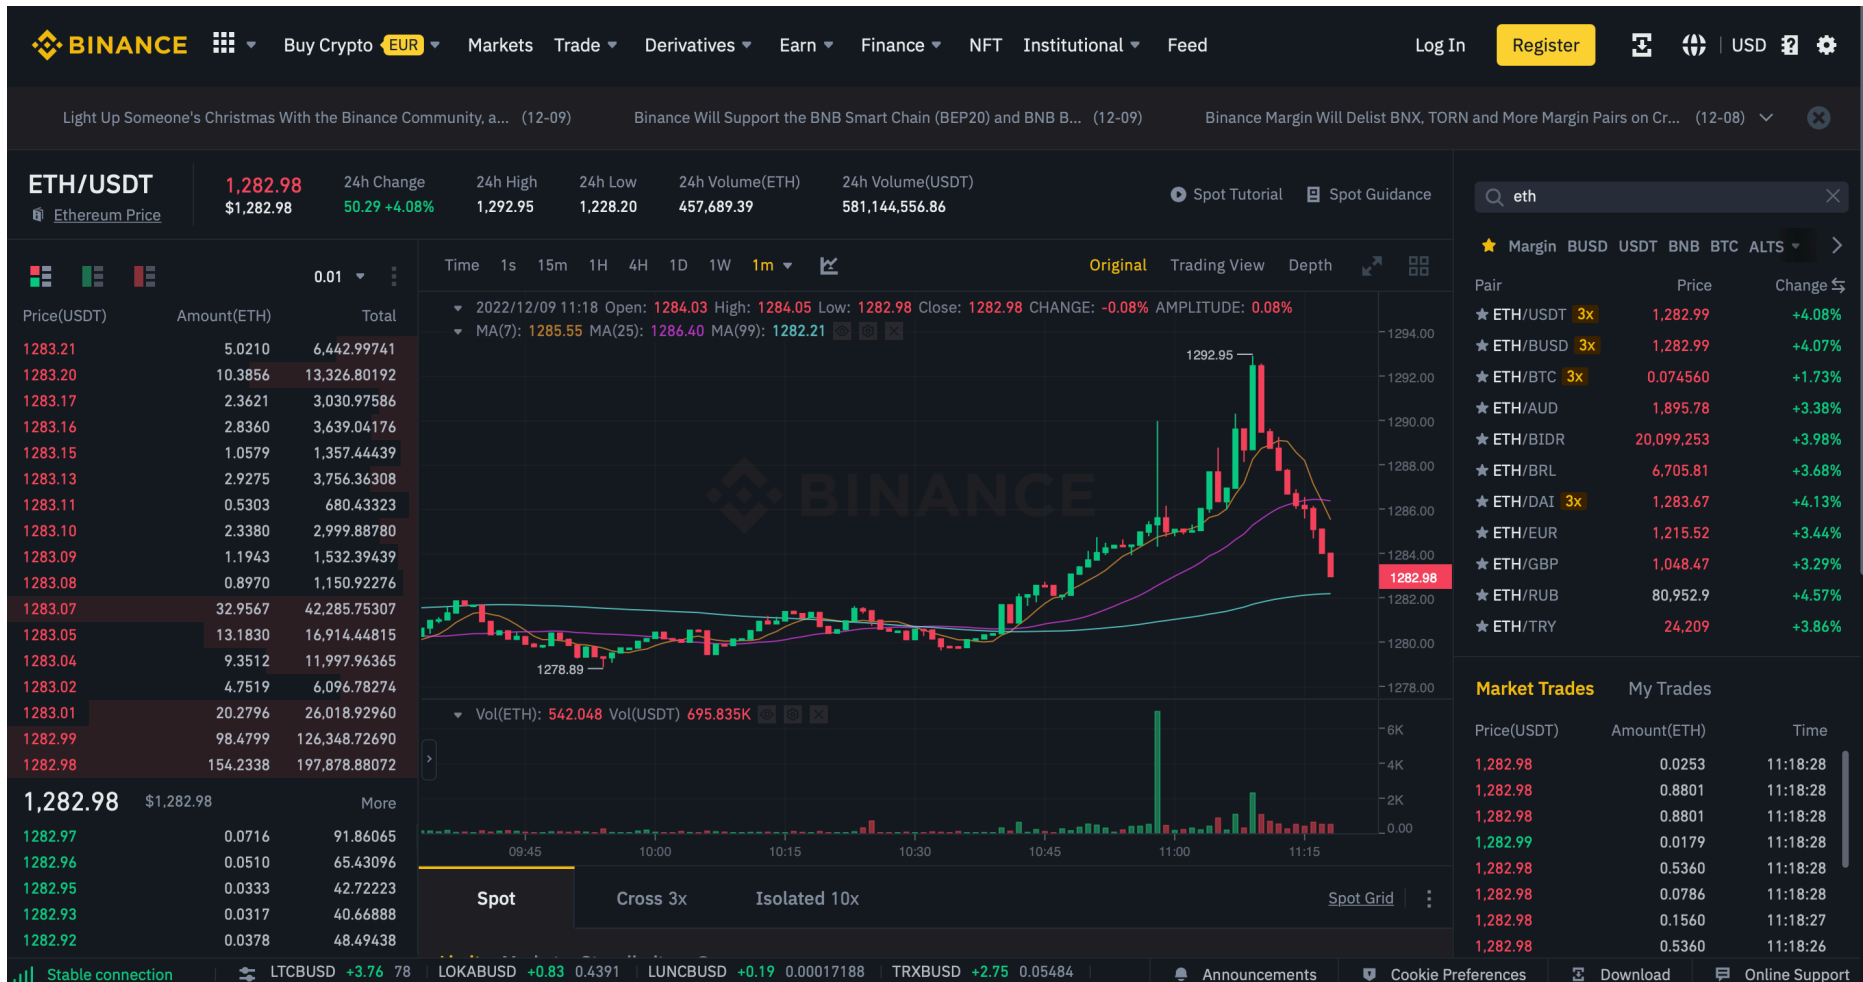 BINANCE Buy Crypto EUR Markets Trade Derivatives Earn Finance NFT Institutional Feed Log In Register USD
Light Up Someone's Christmas With the Binance Community, a... (12-09) Binance Will Support the BNB Smart Chain (BEP20) and BNB B... (12-09) Binance Margin Will Delist BNX, TORN and More Margin Pairs on Cr... (12-08)
ETH/USDT
Ethereum Price
1,282.98
$1,282.98
24h Change
50.29 +4.08%
24h High
1,292.95
24h Low
1,228.20
24h Volume(ETH)
457,689.39
24h Volume(USDT)
581,144,556.86
Spot Tutorial Spot Guidance
0.01
Price(USDT) Amount(ETH) Total
1283.21 5.0210 6,442.99741
1283.20 10.3856 13,326.80192
1283.17 2.3621 3,030.97586
1283.16 2.8360 3,639.04176
1283.15 1.0579 1,357.44439
1283.13 2.9275 3,756.36308
1283.11 0.5303 680.43323
1283.10 2.3380 2,999.88780
1283.09 1.1943 1,532.39439
1283.08 0.8970 1,150.92276
1283.07 32.9567 42,285.75307
1283.05 13.1830 16,914.44815
1283.04 9.3512 11,997.96365
1283.02 4.7519 6,096.78274
1283.01 20.2796 26,018.92960
1282.99 98.4799 126,348.72690
1282.98 154.2338 197,878.88072
1,282.98 $1,282.98 More
1282.97 0.0716 91.86065
1282.96 0.0510 65.43096
1282.95 0.0333 42.72223
1282.93 0.0317 40.66888
1282.92 0.0378 48.49438
Time 1s 15m 1H 4H 1D 1W 1m Original Trading View Depth
2022/12/09 11:18 Open: 1284.03 High: 1284.05 Low: 1282.98 Close: 1282.98 CHANGE: -0.08% AMPLITUDE: 0.08%
MA(7): 1285.55 MA(25): 1286.40 MA(99): 1282.21
1294.00
1292.95
1292.00
1290.00
1288.00
BINANCE
1286.00
1284.00
1282.98
1282.00
1280.00
1278.89
1278.00
Vol(ETH): 542.048 Vol(USDT) 695.835K
6K
4K
2K
0.00
09:45 10:00 10:15 10:30 10:45 11:00 11:15
Spot Cross 3x Isolated 10x Spot Grid
eth
Margin BUSD USDT BNB BTC ALTS
Pair Price Change
ETH/USDT 3x 1,282.99 +4.08%
ETH/BUSD 3x 1,282.99 +4.07%
ETH/BTC 3x 0.074560 +1.73%
ETH/AUD 1,895.78 +3.38%
ETH/BIDR 20,099,253 +3.98%
ETH/BRL 6,705.81 +3.68%
ETH/DAI 3x 1,283.67 +4.13%
ETH/EUR 1,215.52 +3.44%
ETH/GBP 1,048.47 +3.29%
ETH/RUB 80,952.9 +4.57%
ETH/TRY 24,209 +3.86%
Market Trades My Trades
Price(USDT) Amount(ETH) Time
1,282.98 0.0253 11:18:28
1,282.98 0.8801 11:18:28
1,282.98 0.8801 11:18:28
1,282.99 0.0179 11:18:28
1,282.98 0.5360 11:18:28
1,282.98 0.0786 11:18:28
1,282.98 0.1560 11:18:27
1,282.98 0.5360 11:18:26
Stable connection LTCBUSD +3.76 78 LOKABUSD +0.83 0.4391 LUNCBUSD +0.19 0.00017188 TRXBUSD +2.75 0.05484 Announcements Cookie Preferences Download Online Support